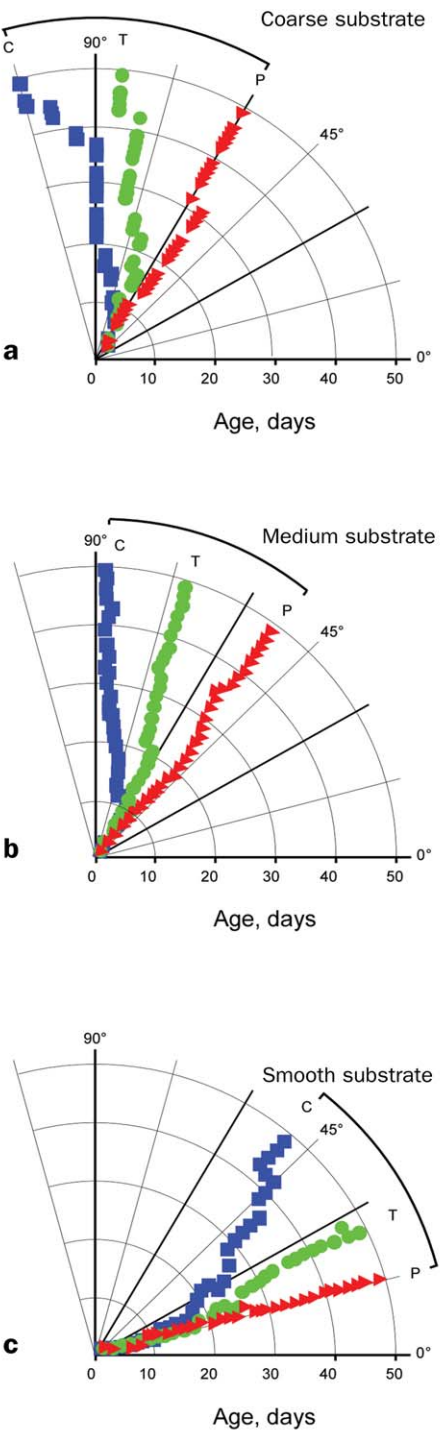 Coarse substrate
C
90° T
P
45°
a
0°
0 10 20 30 40 50
Age, days
Medium substrate
90° C
T
P
45°
b
0°
0 10 20 30 40 50
Age, days
90°
Smooth substrate
C
45°
T
P
c
0°
0 10 20 30 40 50
Age, days